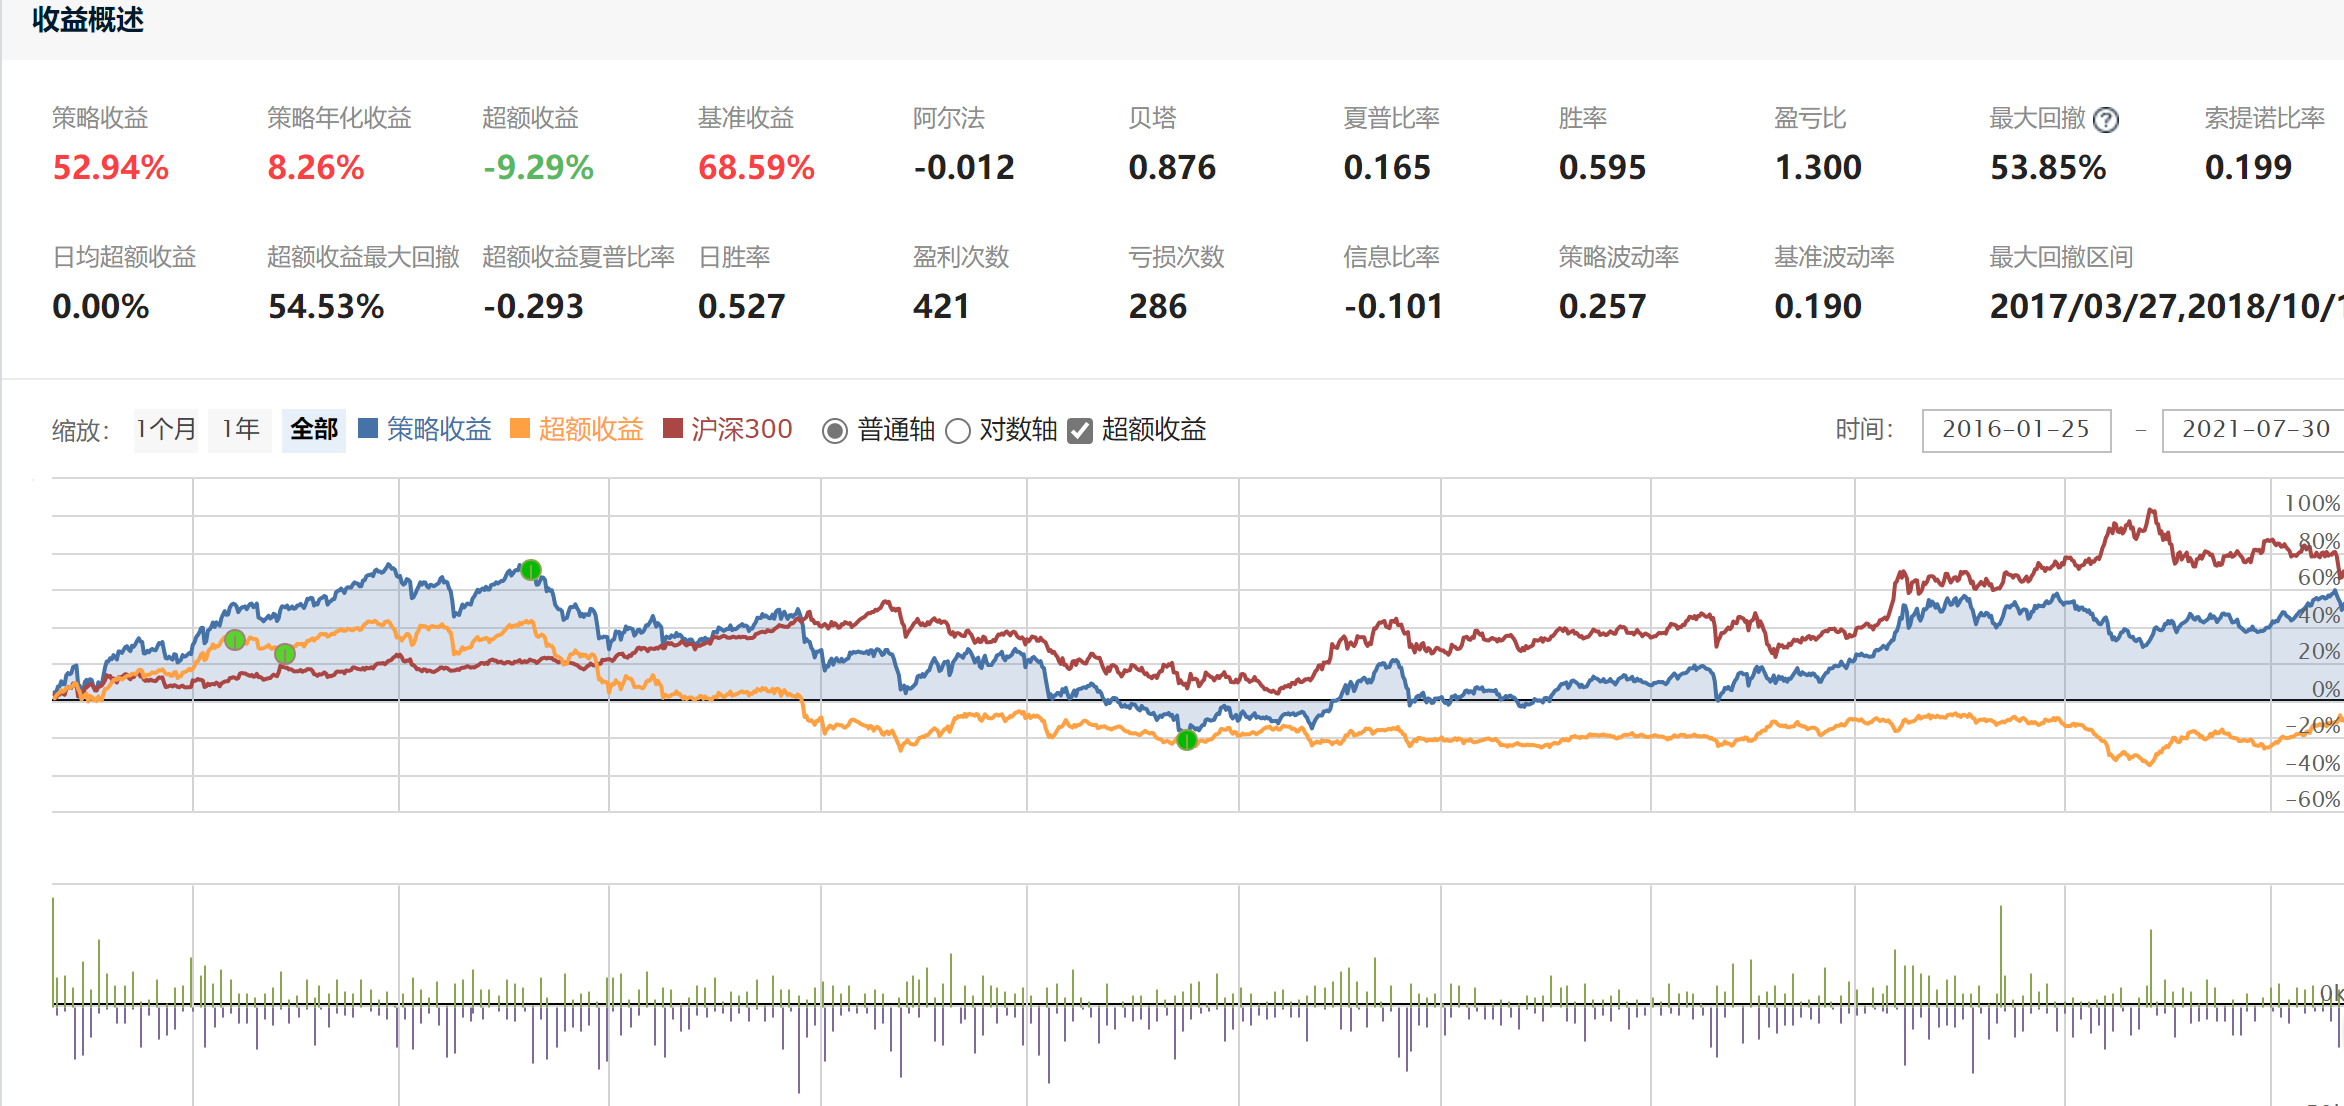 收益概述
策略收益 策略年化收益 超额收益 基准收益 阿尔法 贝塔 夏普比率 胜率 盈亏比 最大回撤 ? 索提诺比率
52.94% 8.26% -9.29% 68.59% -0.012 0.876 0.165 0.595 1.300 53.85% 0.199
日均超额收益 超额收益最大回撤 超额收益夏普比率 日胜率 盈利次数 亏损次数 信息比率 策略波动率 基准波动率 最大回撤区间
0.00% 54.53% -0.293 0.527 421 286 -0.101 0.257 0.190 2017/03/27,2018/10/1
缩放: 1个月 1年 全部 策略收益 超额收益 沪深300 普通轴 对数轴 超额收益 时间: 2016-01-25 - 2021-07-30
100%
80%
60%
40%
20%
0%
-20%
-40%
-60%
0k